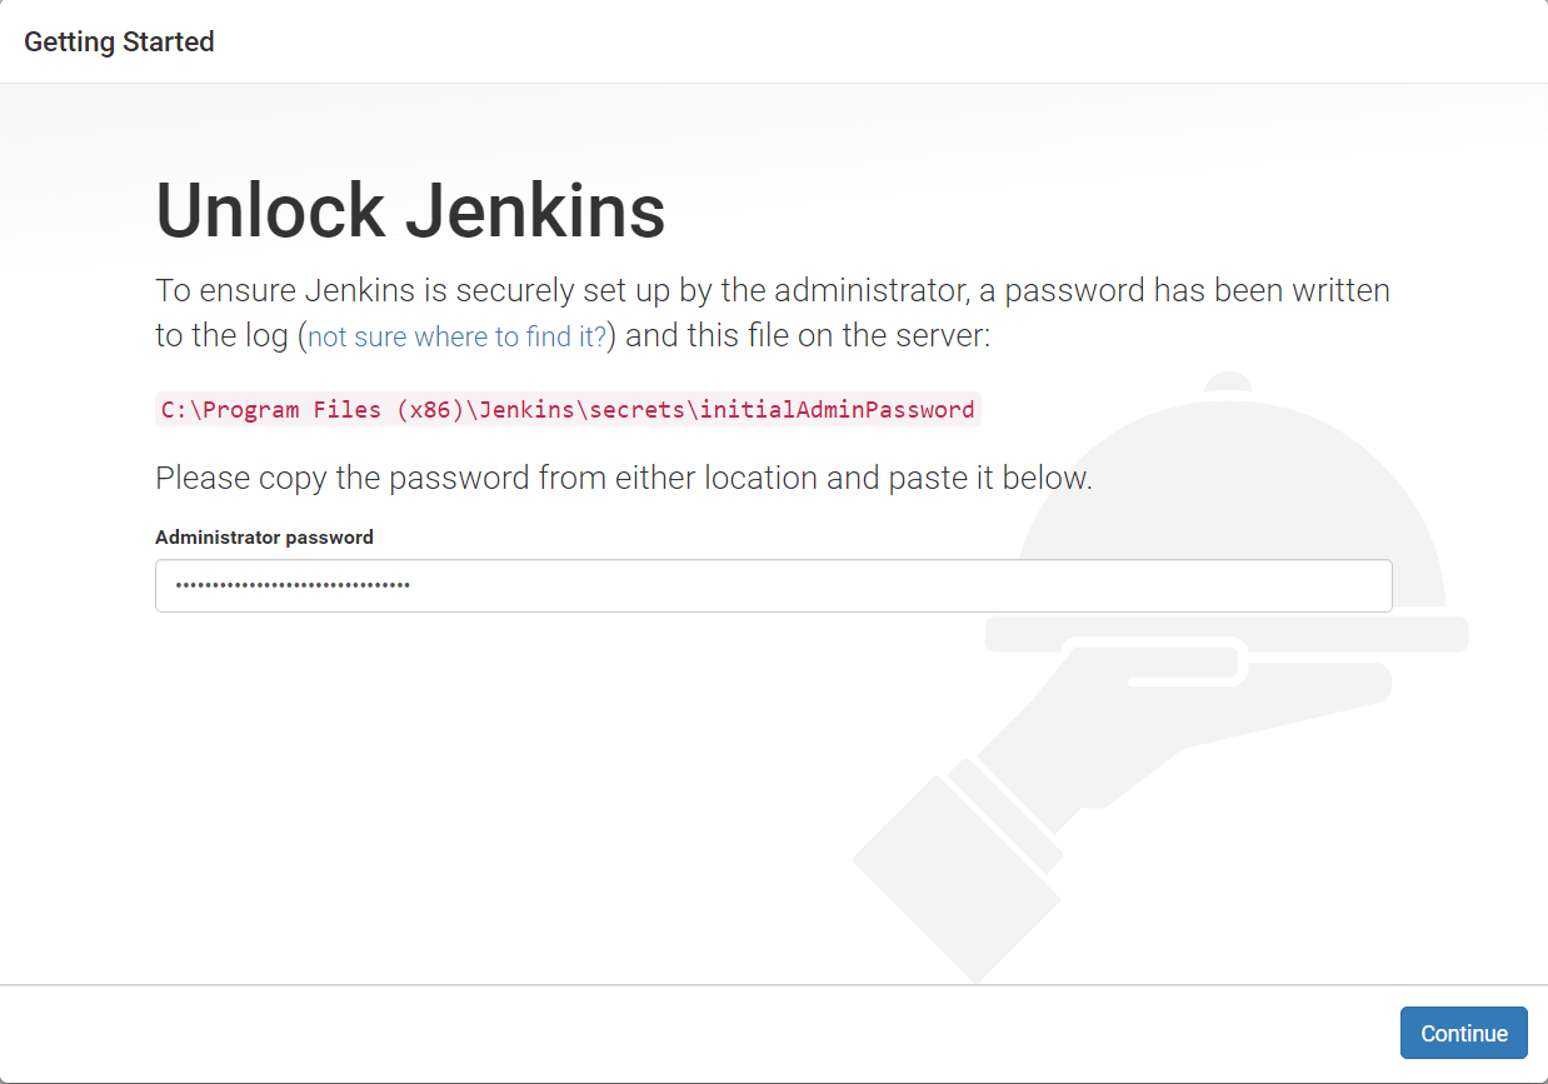 Getting Started
Unlock Jenkins
To ensure Jenkins is securely set up by the administrator, a password has been written
to the log (not sure where to find it?) and this file on the server:
C:\Program Files (x86)\Jenkins\secrets\initialAdminPassword
Please copy the password from either location and paste it below.
Administrator password
••••••••••••••••••••••••••••••••
Continue